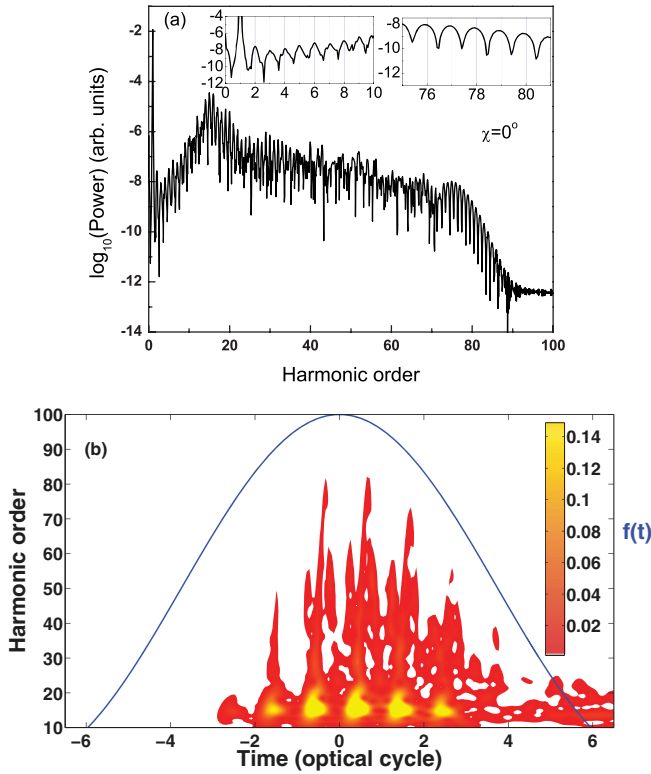 (a)
-4
-6
-8
-10
-12
0 2 4 6 8 10
-8
-10
-12
76 78 80
χ=0°
0
-2
-4
-6
-8
-10
-12
-14
log10(Power) (arb. units)
0 20 40 60 80 100
Harmonic order
(b)
100
90
80
70
60
50
40
30
20
10
Harmonic order
0.14
0.12
0.10
0.08
0.06
0.04
0.02
f(t)
−6 −4 −2 0 2 4 6
Time (optical cycle)